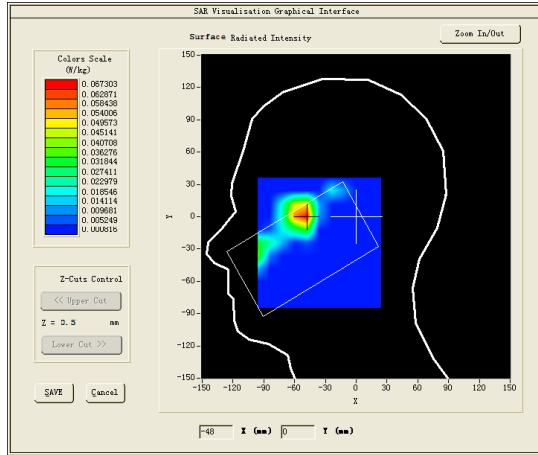 SAR Visualisation Graphical Interface
Surface Radiated Intensity
Zoom In/Out
Colors Scale
(W/kg)
0.067303
0.062871
0.058438
0.054006
0.049573
0.045141
0.040708
0.036276
0.031844
0.027411
0.022979
0.018546
0.014114
0.009681
0.005249
0.000816
Z-Cuts Control
<< Upper Cut
Z = 3.5 mm
Lower Cut >>
SAVE
Cancel
150
120
90
60
30
0
-30
-60
-90
-120
-150
Y
-150 -120 -90 -60 -30 0 30 60 90 120 150
X
-48 X (mm) 0 Y (mm)